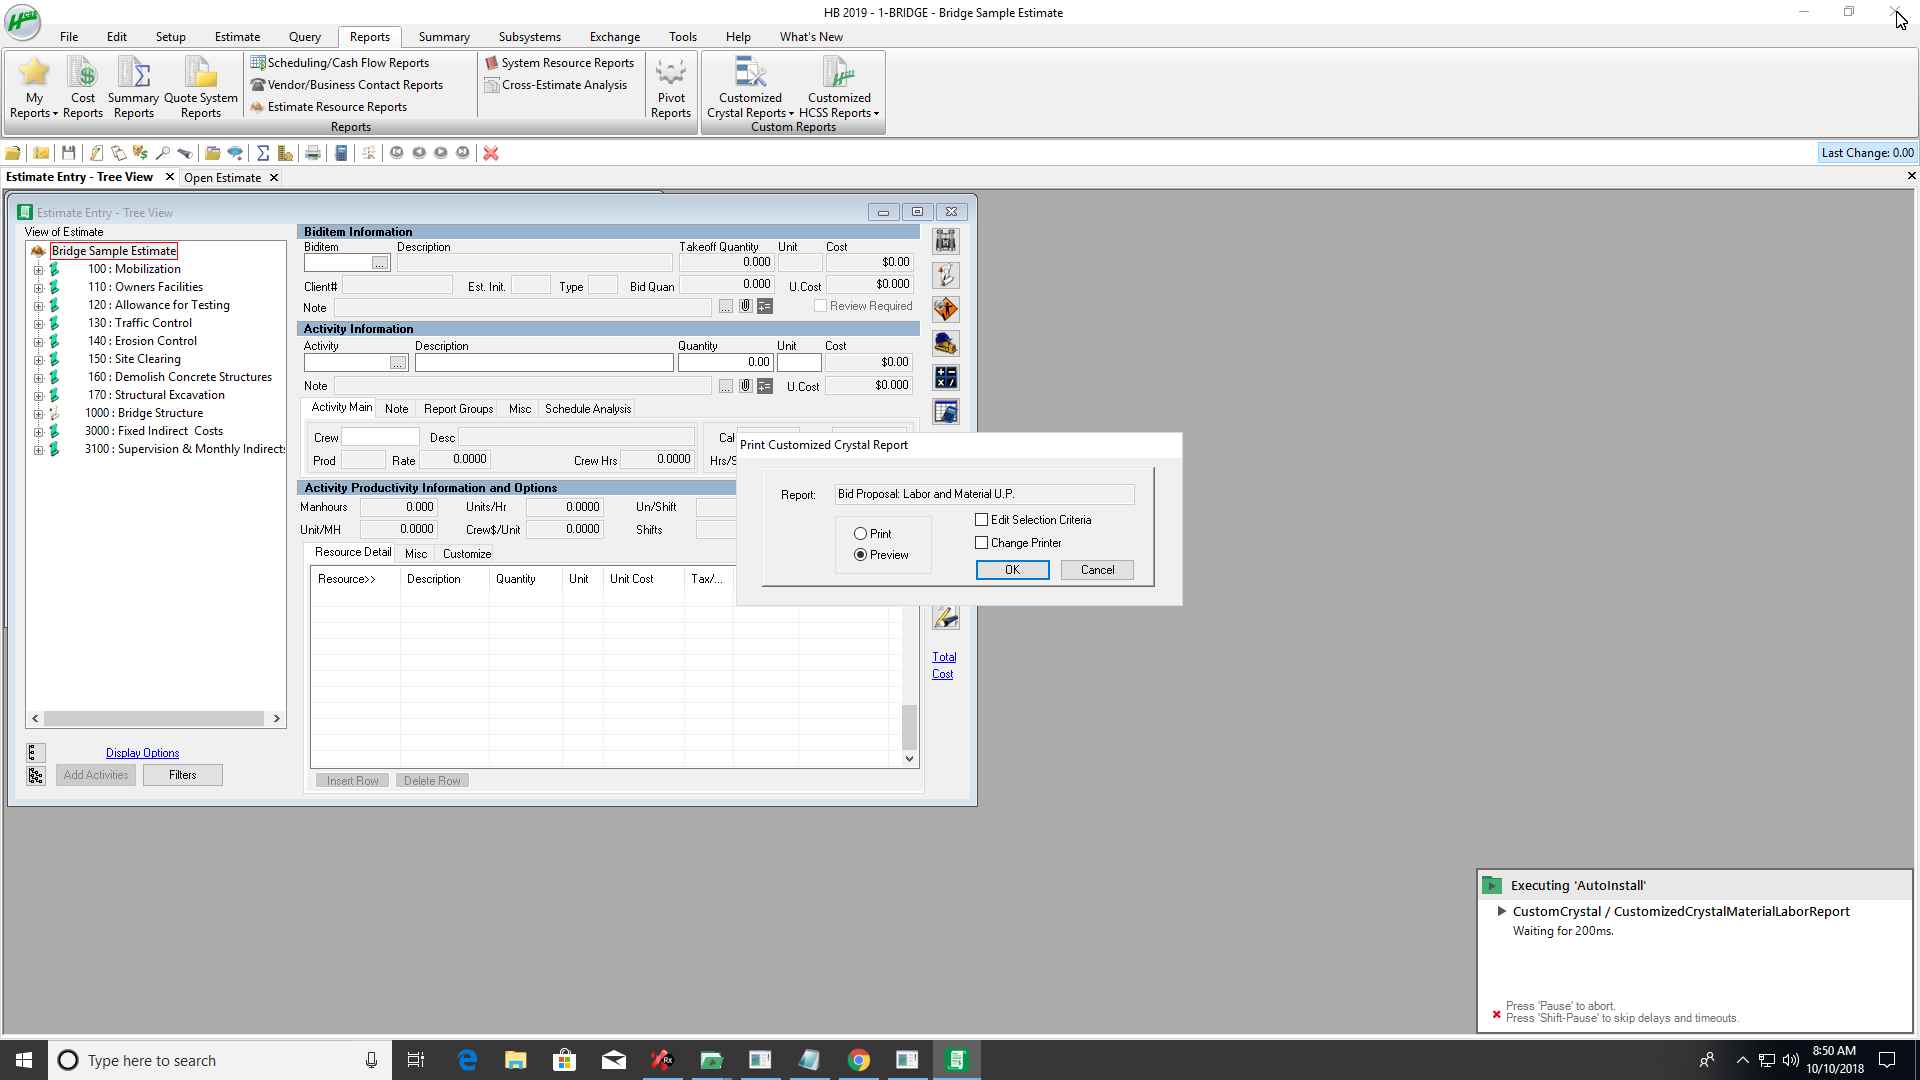 HB 2019 - 1-BRIDGE - Bridge Sample Estimate
File Edit Setup Estimate Query Reports Summary Subsystems Exchange Tools Help What's New
My Reports
Cost Reports
Summary Reports
Quote System Reports
Scheduling/Cash Flow Reports
Vendor/Business Contact Reports
Estimate Resource Reports
System Resource Reports
Cross-Estimate Analysis
Pivot Reports
Customized Crystal Reports
Customized HCSS Reports
Reports
Custom Reports
Last Change: 0.00
Estimate Entry - Tree View
Open Estimate
Estimate Entry - Tree View
View of Estimate
Bridge Sample Estimate
100 : Mobilization
110 : Owners Facilities
120 : Allowance for Testing
130 : Traffic Control
140 : Erosion Control
150 : Site Clearing
160 : Demolish Concrete Structures
170 : Structural Excavation
1000 : Bridge Structure
3000 : Fixed Indirect Costs
3100 : Supervision & Monthly Indirects
Display Options
Add Activities Filters
Biditem Information
Biditem Description Takeoff Quantity Unit Cost
... 0.000 $0.00
Client# Est. Init. Type Bid Quan 0.000 U.Cost $0.000
Note ... Review Required
Activity Information
Activity Description Quantity Unit Cost
... 0.00 $0.00
Note ... U.Cost $0.000
Activity Main Note Report Groups Misc Schedule Analysis
Crew Desc Cal
Prod Rate 0.0000 Crew Hrs 0.0000 Hrs/S
Activity Productivity Information and Options
Manhours 0.000 Units/Hr 0.0000 Un/Shift
Unit/MH 0.0000 Crew$/Unit 0.0000 Shifts
Resource Detail Misc Customize
Resource>> Description Quantity Unit Unit Cost Tax/...
Insert Row Delete Row
Total
Cost
Print Customized Crystal Report
Report: Bid Proposal: Labor and Material U.P.
Print
Preview
Edit Selection Criteria
Change Printer
OK Cancel
Executing 'AutoInstall'
CustomCrystal / CustomizedCrystalMaterialLaborReport
Waiting for 200ms.
Press 'Pause' to abort.
Press 'Shift-Pause' to skip delays and timeouts.
Type here to search
8:50 AM
10/10/2018